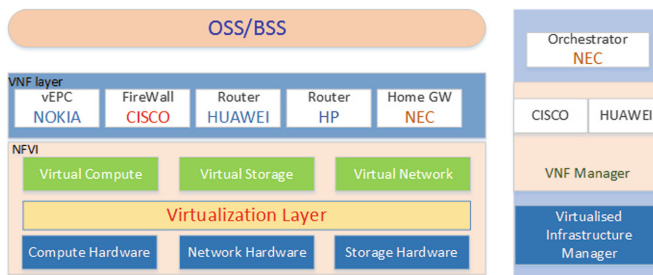 OSS/BSS
VNF layer
vEPC
NOKIA
FireWall
CISCO
Router
HUAWEI
Router
HP
Home GW
NEC
NFVI
Virtual Compute
Virtual Storage
Virtual Network
Virtualization Layer
Compute Hardware
Network Hardware
Storage Hardware
Orchestrator
NEC
CISCO
HUAWEI
VNF Manager
Virtualised
Infrastructure
Manager